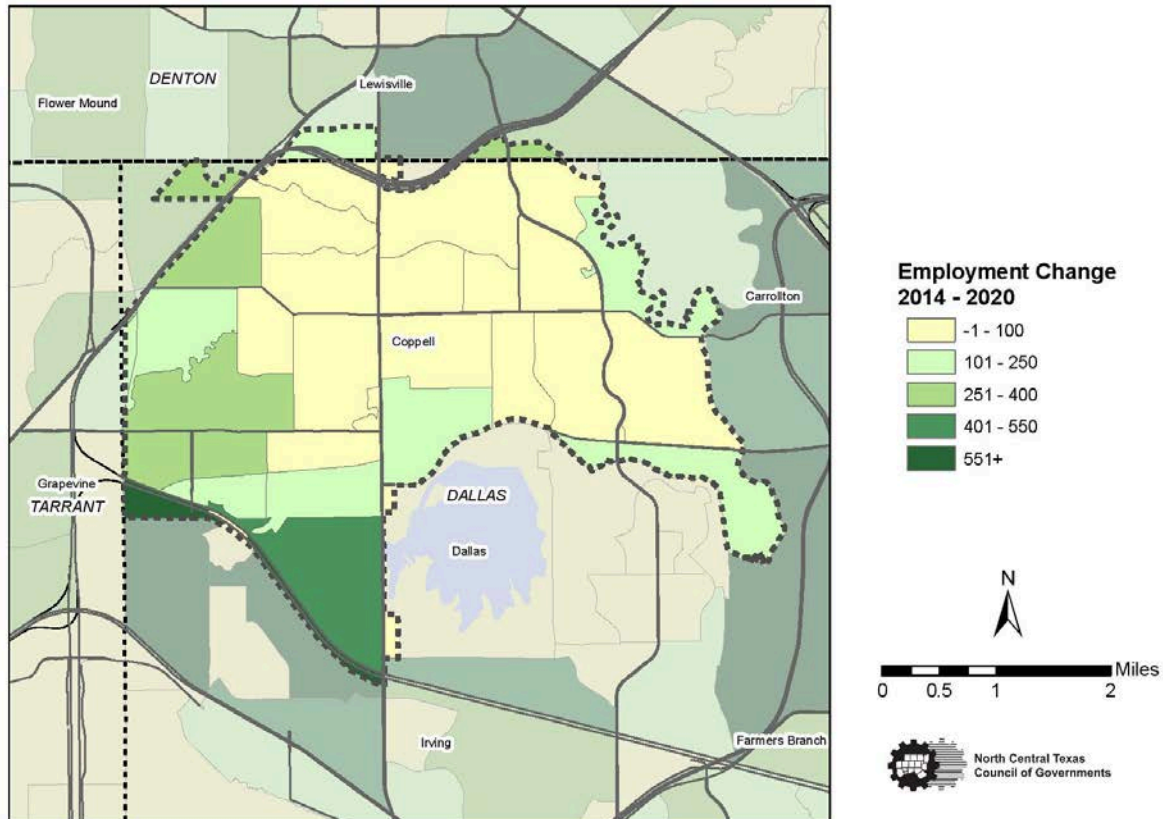 DENTON
Lewisville
Flower Mound
Carrollton
Coppell
Grapevine
TARRANT
DALLAS
Dallas
Irving
Farmers Branch
Employment Change
2014 - 2020
-1 - 100
101 - 250
251 - 400
401 - 550
551+
N
Miles
0 0.5 1 2
North Central Texas
Council of Governments